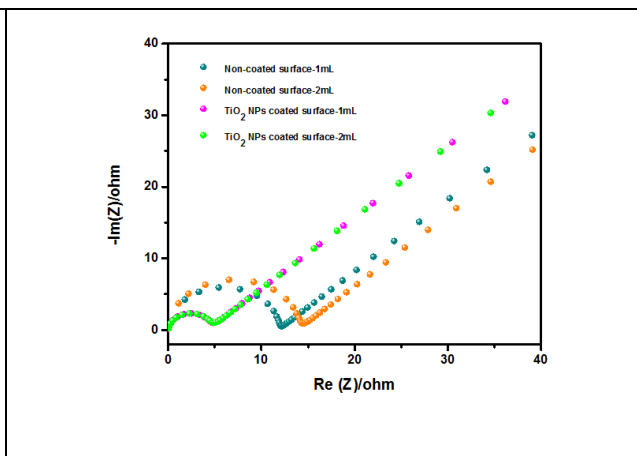 40
Non-coated surface-1mL
Non-coated surface-2mL
30
TiO2 NPs coated surface-1mL
TiO2 NPs coated surface-2mL
-Im(Z)/ohm
20
10
0
0 10 20 30 40
Re (Z)/ohm